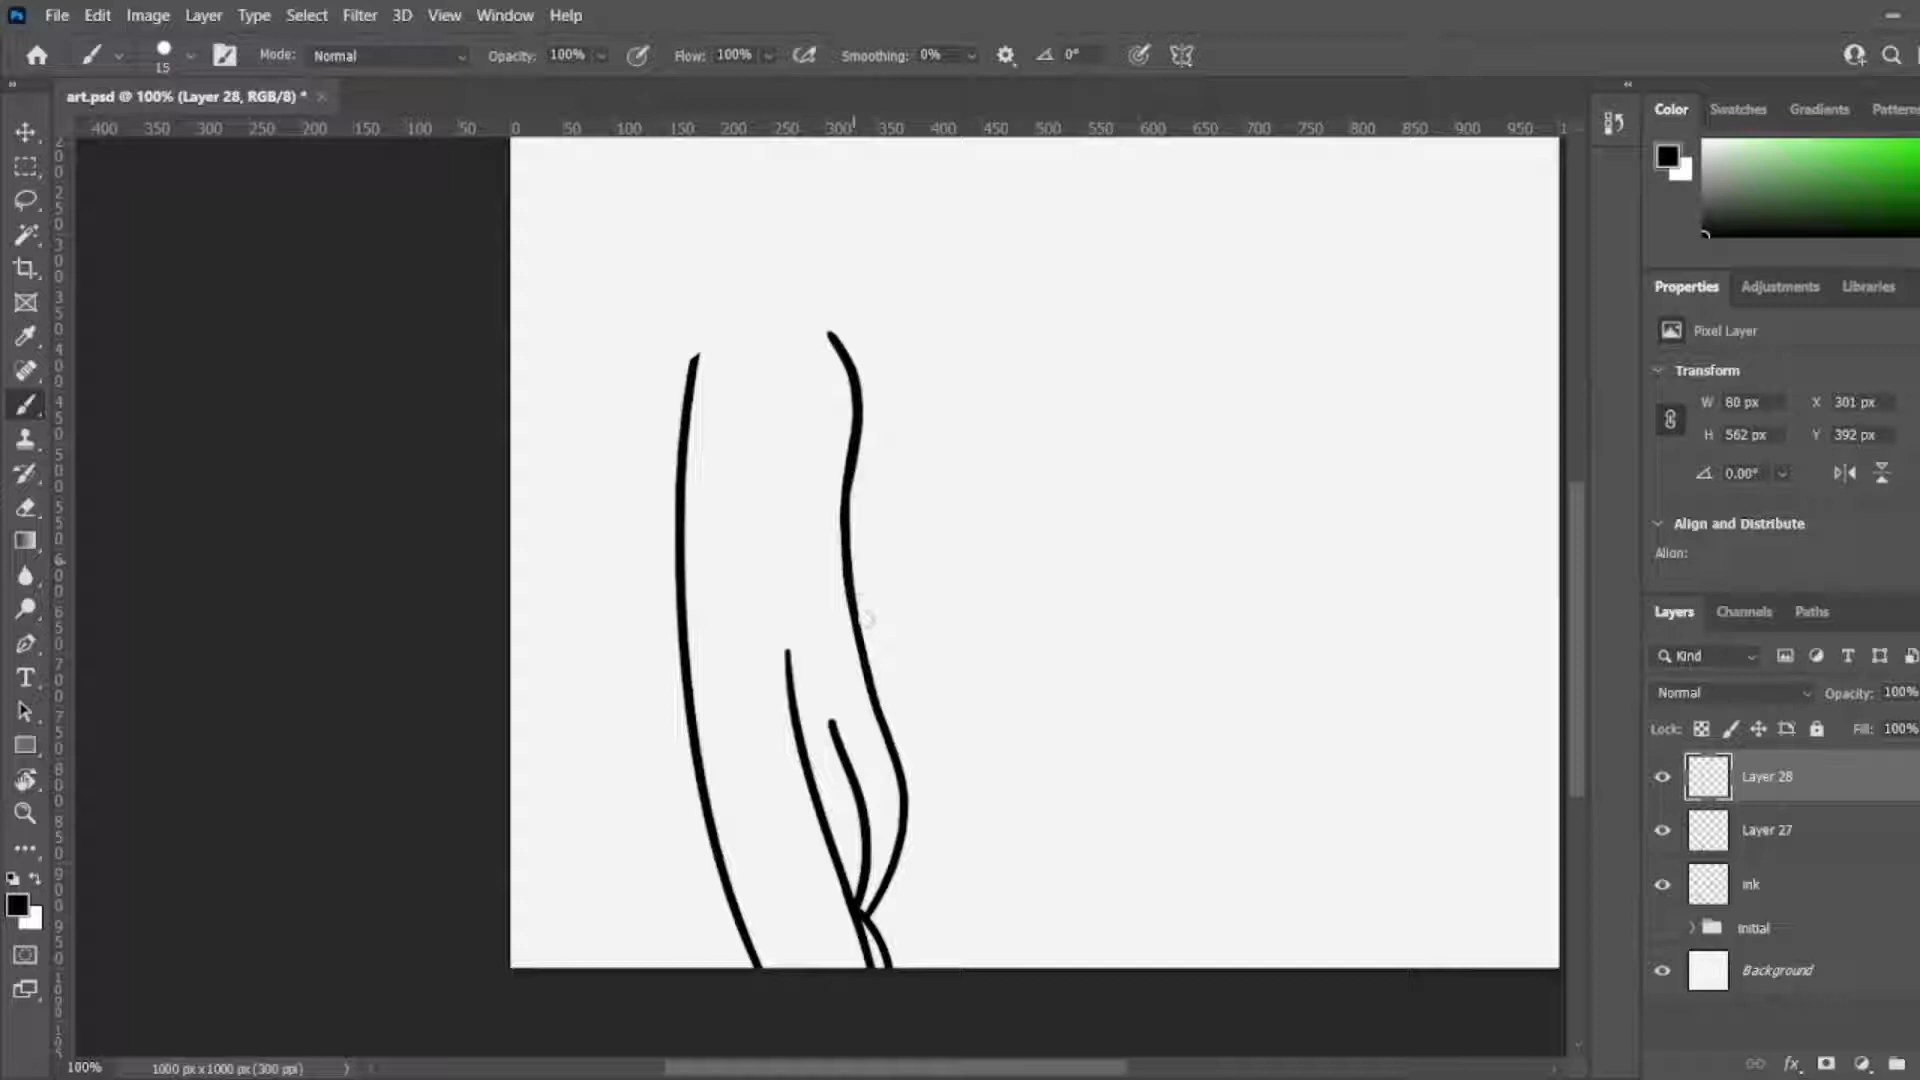 Ps File Edit Image Layer Type Select Filter 3D View Window Help
15 Mode: Normal Opacity: 100% Flow: 100% Smoothing: 0% 0°
art.psd @ 100% (Layer 28, RGB/8) * ×
400 350 300 250 200 150 100 50 0 50 100 150 200 250 300 350 400 450 500 550 600 650 700 750 800 850 900 950 1
Color Swatches Gradients Patterns
Properties Adjustments Libraries
Pixel Layer
Transform
W 80 px X 301 px
H 562 px Y 392 px
0.00°
Align and Distribute
Align:
Layers Channels Paths
Kind
Normal Opacity: 100%
Lock: Fill: 100%
Layer 28
Layer 27
ink
Initial
Background
fx
100% 1000 px x 1000 px (300 ppi)